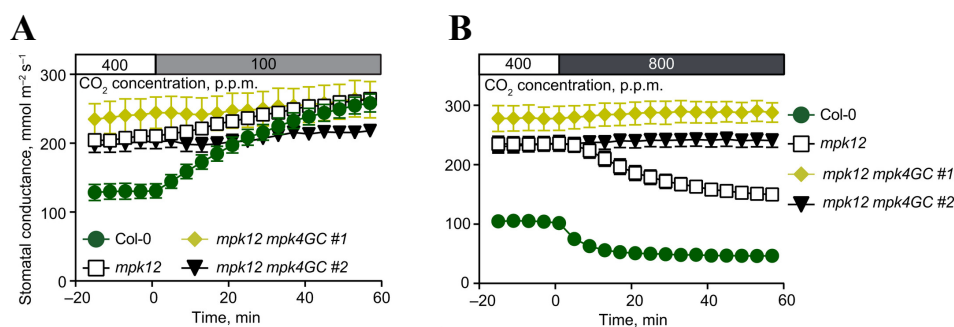 A
400 100
CO2 concentration, p.p.m.
Stomatal conductance, mmol m−2 s−1
300
200
100
0
Col-0
mpk12 mpk4GC #1
mpk12
mpk12 mpk4GC #2
−20 0 20 40 60
Time, min
B
400 800
CO2 concentration, p.p.m.
300
200
100
0
−20 0 20 40 60
Time, min
Col-0
mpk12
mpk12 mpk4GC #1
mpk12 mpk4GC #2